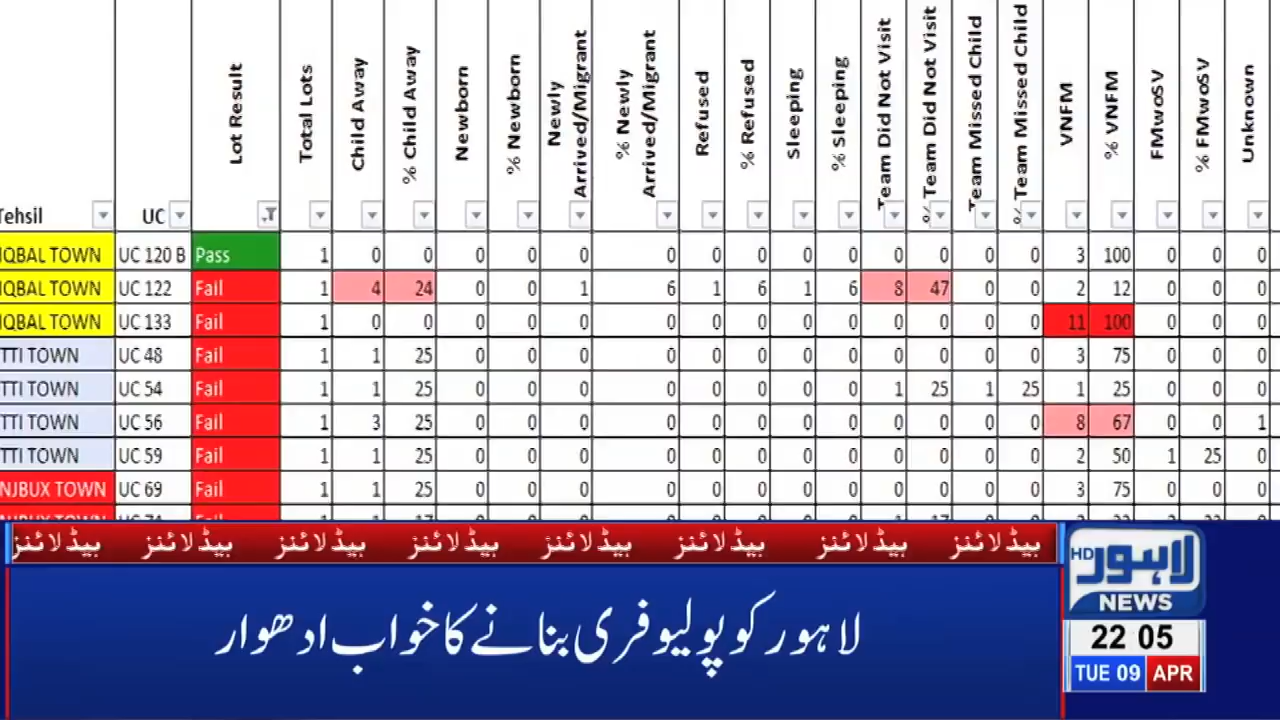 Lot Result Total Lots Child Away % Child Away Newborn % Newborn Newly Arrived/Migrant % Newly Arrived/Migrant Refused % Refused Sleeping % Sleeping Team Did Not Visit % Team Did Not Visit Team Missed Child % Team Missed Child VNFM % VNFM FMwoSV % FMwoSV Unknown
Tehsil UC
IQBAL TOWN UC 120 B Pass 1 0 0 0 0 0 0 0 0 0 0 0 0 0 0 3 100 0 0 0
IQBAL TOWN UC 122 Fail 1 4 24 0 0 1 6 1 6 1 6 8 47 0 0 2 12 0 0 0
IQBAL TOWN UC 133 Fail 1 0 0 0 0 0 0 0 0 0 0 0 0 0 0 11 100 0 0 0
TTI TOWN UC 48 Fail 1 1 25 0 0 0 0 0 0 0 0 0 0 0 0 3 75 0 0 0
TTI TOWN UC 54 Fail 1 1 25 0 0 0 0 0 0 0 0 1 25 1 25 1 25 0 0 0
TTI TOWN UC 56 Fail 1 3 25 0 0 0 0 0 0 0 0 0 0 0 0 8 67 0 0 1
TTI TOWN UC 59 Fail 1 1 25 0 0 0 0 0 0 0 0 0 0 0 0 2 50 1 25 0
NJBUX TOWN UC 69 Fail 1 1 25 0 0 0 0 0 0 0 0 0 0 0 0 3 75 0 0 0
ہیڈلائنز ہیڈلائنز ہیڈلائنز ہیڈلائنز ہیڈلائنز ہیڈلائنز ہیڈلائنز ہیڈلائنز
لاہور کو پولیو فری بنانے کا خواب ادھوار
لاہور HD
NEWS
22 05
TUE 09 APR